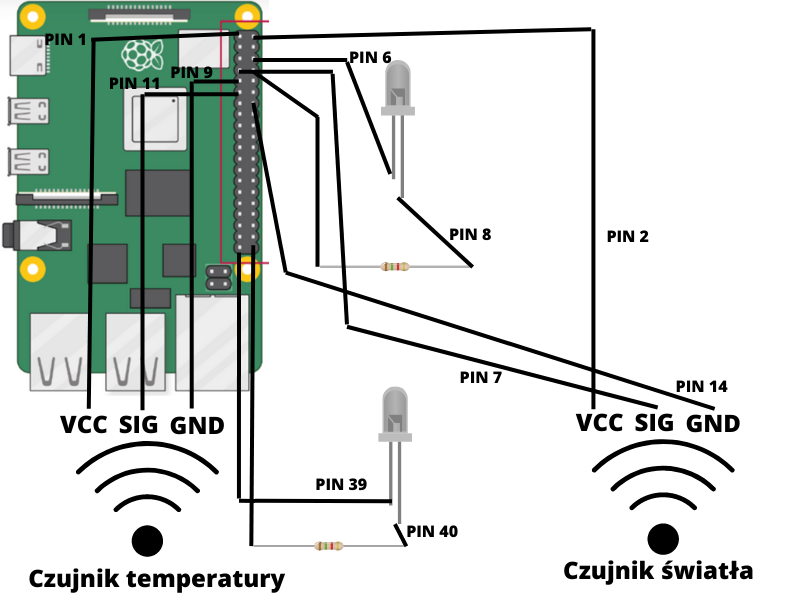 PIN 1
PIN 6
PIN 9
PIN 11
PIN 8
PIN 2
PIN 7
PIN 14
VCC SIG GND
VCC SIG GND
PIN 39
PIN 40
Czujnik temperatury
Czujnik światła